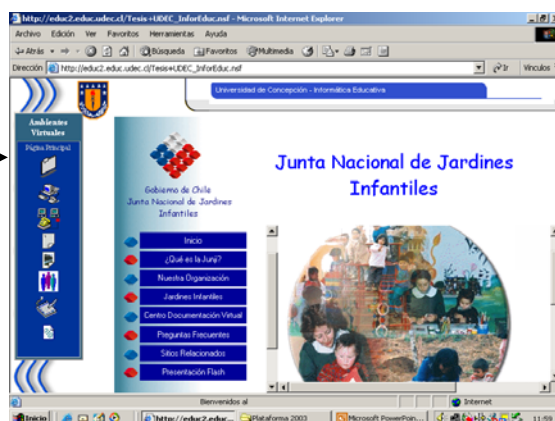 http://educ2.educ.udec.cl/Tesis+UDEC_InforEduc.nsf - Microsoft Internet Explorer
Archivo Edición Ver Favoritos Herramientas Ayuda
Atrás Búsqueda Favoritos Multimedia
Dirección http://educ2.educ.udec.cl/Tesis+UDEC_InforEduc.nsf Ir Vínculos
Universidad de Concepción - Informática Educativa
Ambientes
Virtuales
Página Principal
Gobierno de Chile
Junta Nacional de Jardines
Infantiles
Junta Nacional de Jardines
Infantiles
Inicio
¿Qué es la Junji?
Nuestra Organización
Jardines Infantiles
Centro Documentación Virtual
Preguntas Frecuentes
Sitios Relacionados
Presentación Flash
Bienvenidos al
Internet
Inicio http://educ2.educ... Plataforma 2003 Microsoft PowerPoin... 11:59